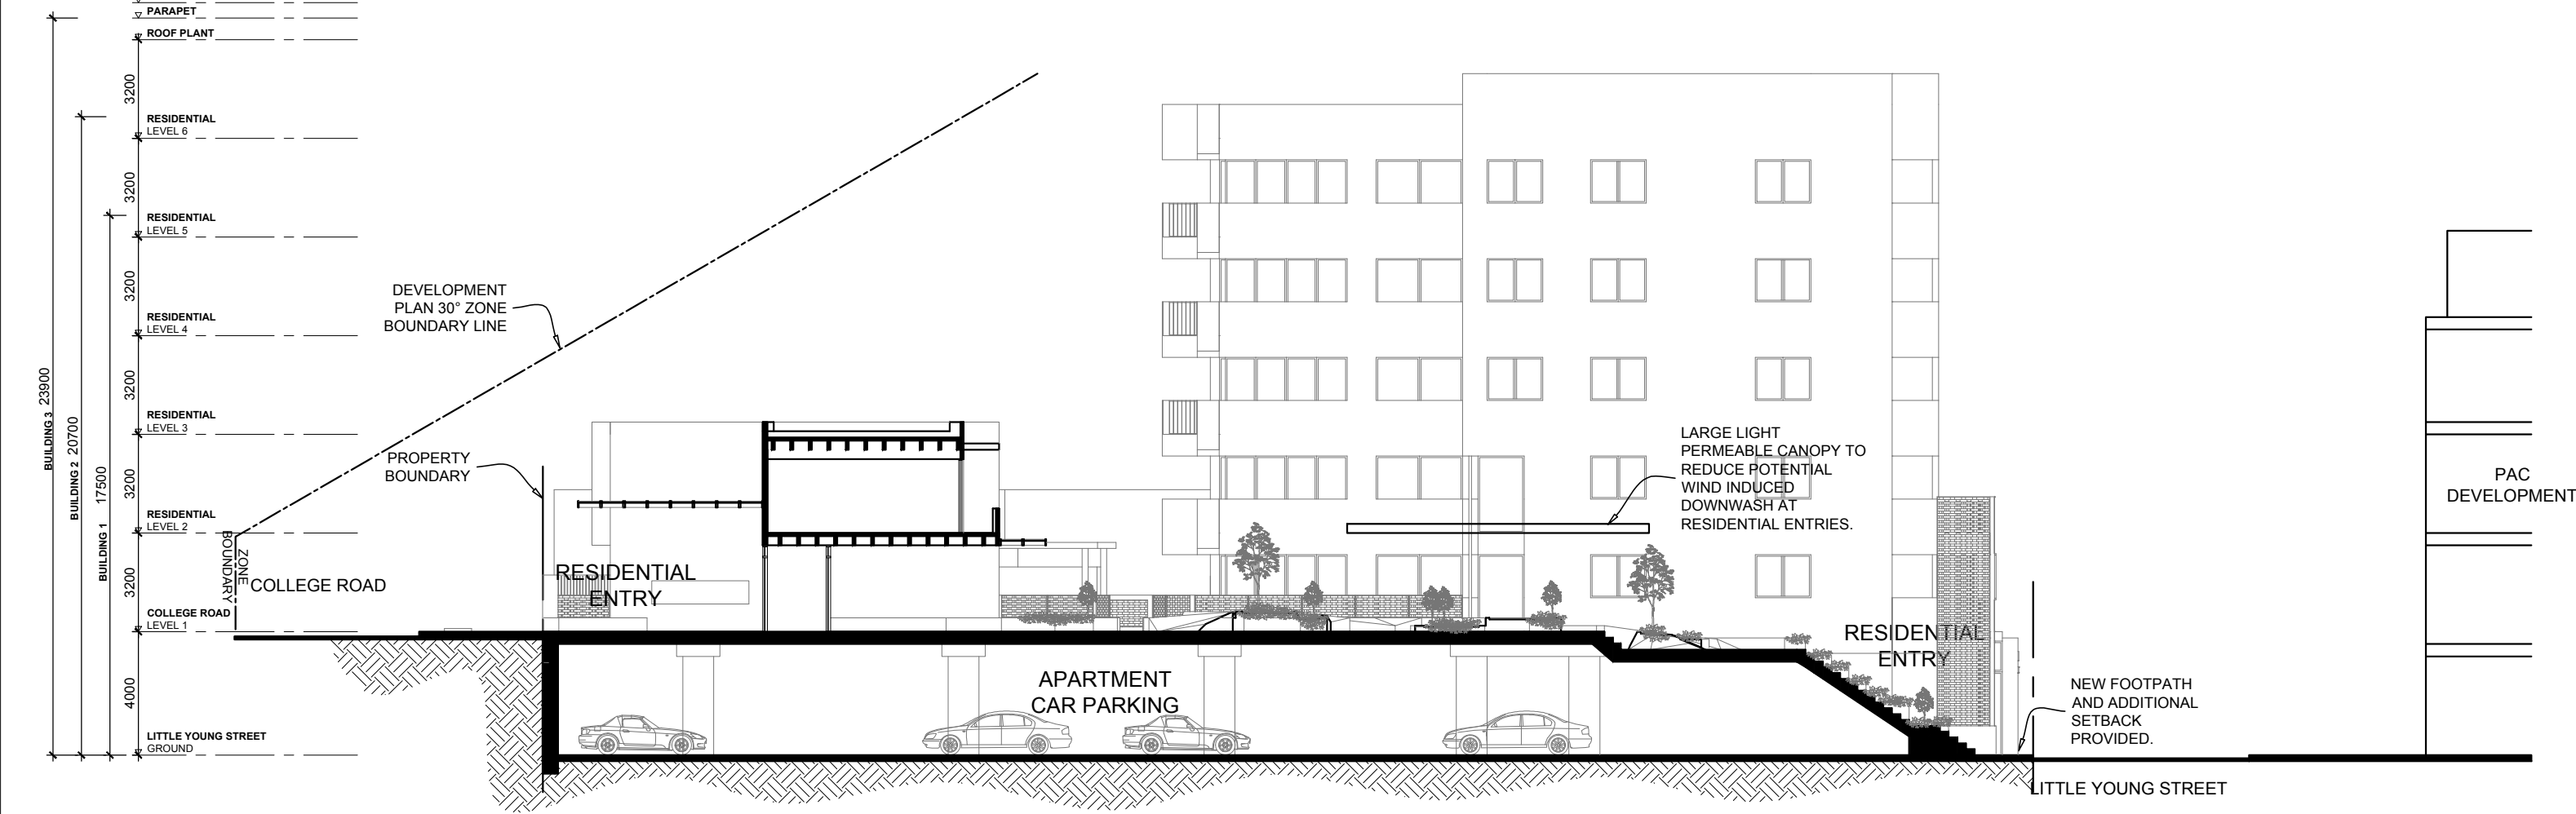 PARAPET
ROOF PLANT
3200
RESIDENTIAL
LEVEL 6
3200
RESIDENTIAL
LEVEL 5
3200
RESIDENTIAL
LEVEL 4
3200
RESIDENTIAL
LEVEL 3
3200
RESIDENTIAL
LEVEL 2
3200
COLLEGE ROAD
LEVEL 1
4000
LITTLE YOUNG STREET
GROUND
BUILDING 3 23900
BUILDING 2 20700
BUILDING 1 17500
DEVELOPMENT
PLAN 30° ZONE
BOUNDARY LINE
PROPERTY
BOUNDARY
ZONE
BOUNDARY
COLLEGE ROAD
RESIDENTIAL
ENTRY
APARTMENT
CAR PARKING
LARGE LIGHT
PERMEABLE CANOPY TO
REDUCE POTENTIAL
WIND INDUCED
DOWNWASH AT
RESIDENTIAL ENTRIES.
RESIDENTIAL
ENTRY
NEW FOOTPATH
AND ADDITIONAL
SETBACK
PROVIDED.
LITTLE YOUNG STREET
PAC
DEVELOPMENT